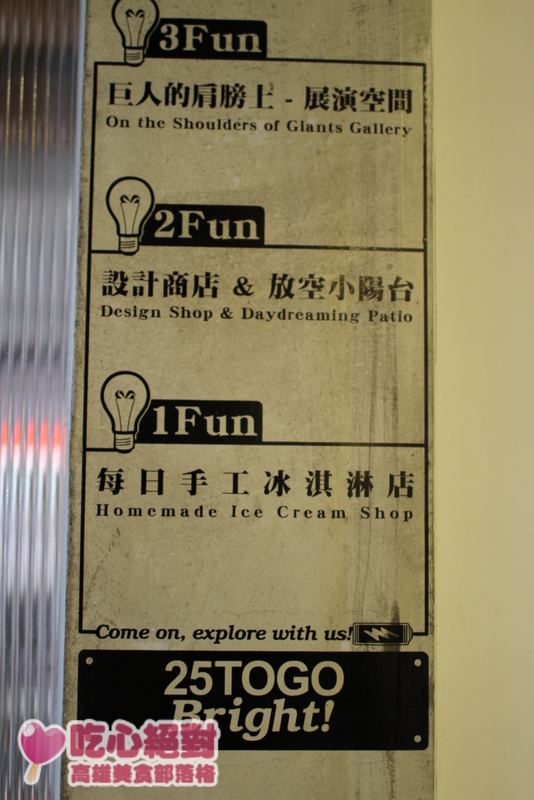 3Fun
巨人的肩膀上 - 展演空間
On the Shoulders of Giants Gallery
2Fun
設計商店 & 放空小陽台
Design Shop & Daydreaming Patio
1Fun
每日手工冰淇淋店
Homemade Ice Cream Shop
Come on, explore with us!
25TOGO
Bright!
吃心絕對
高雄美食部落格